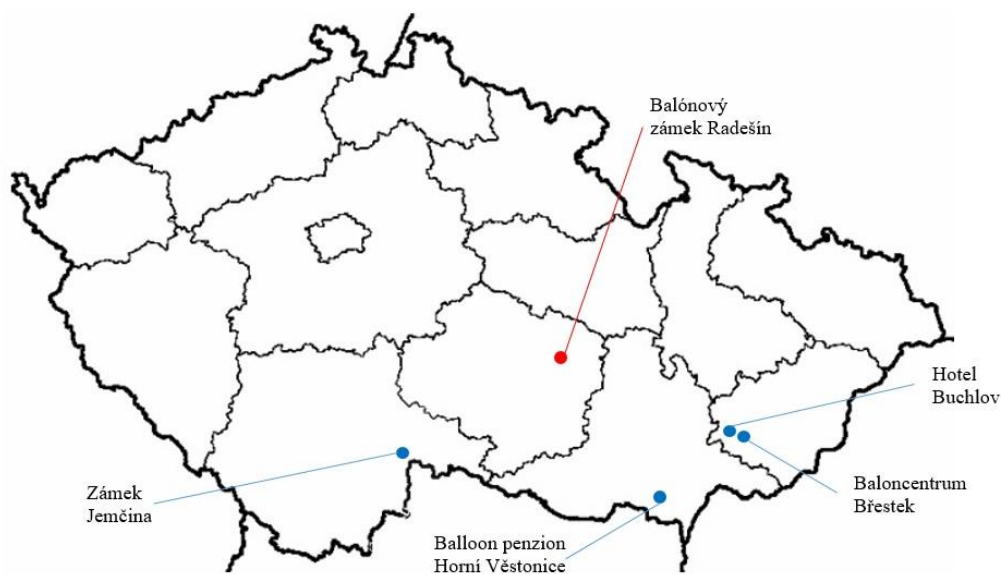 Balónový
zámek Radešín
Hotel
Buchlov
Zámek
Jemčina
Baloncentrum
Břestek
Balloon penzion
Horní Věstonice